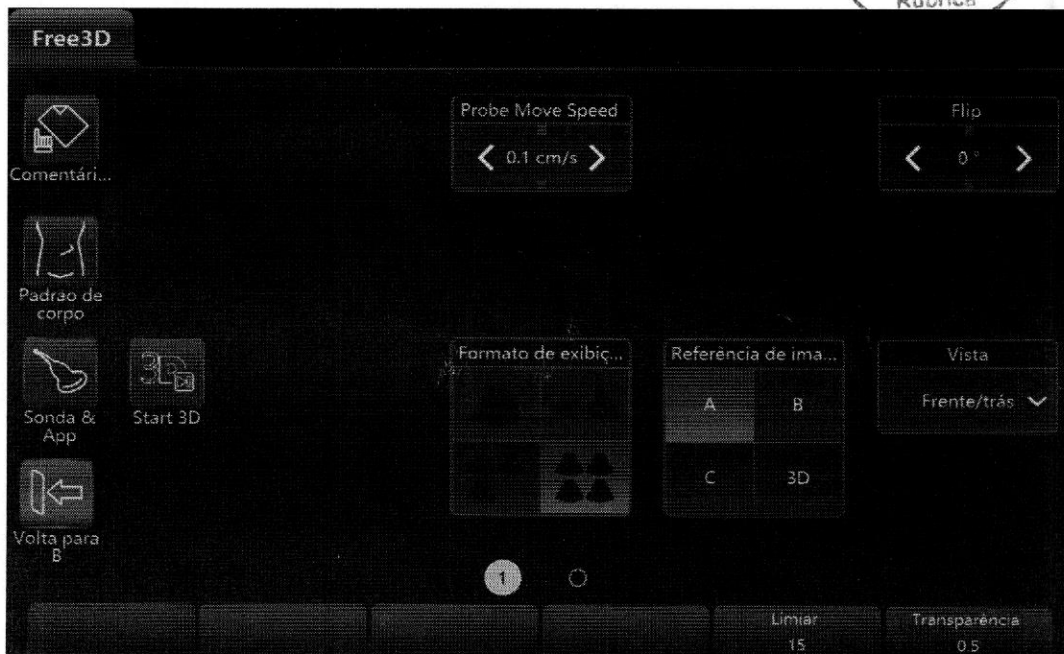 Rubrica
Free3D
Probe Move Speed
0.1 cm/s
Flip
0 °
Comentári...
Padrao de
corpo
Formato de exibiç...
Referência de ima...
Vista
A
B
Frente/trás
Sonda &
App
Start 3D
C
3D
Volta para
B
1
Limiar
15
Transparência
0.5